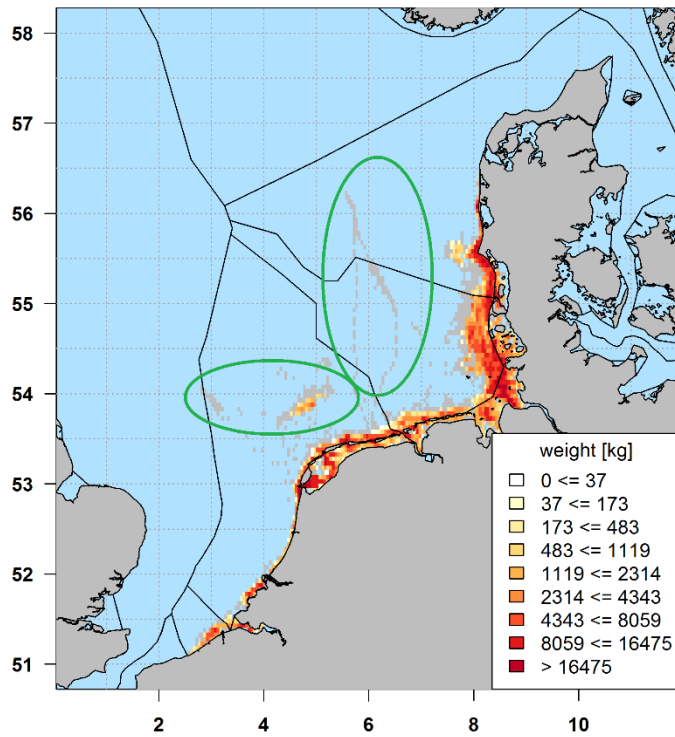 58
57
56
55
54
53
52
51
2 4 6 8 10
weight [kg]
0 <= 37
37 <= 173
173 <= 483
483 <= 1119
1119 <= 2314
2314 <= 4343
4343 <= 8059
8059 <= 16475
> 16475